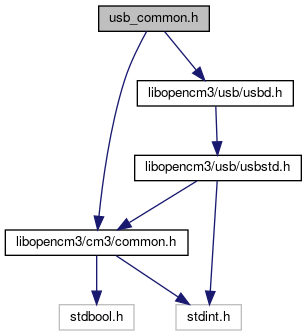 usb_common.h
libopencm3/usb/usbd.h
libopencm3/usb/usbstd.h
libopencm3/cm3/common.h
stdbool.h
stdint.h